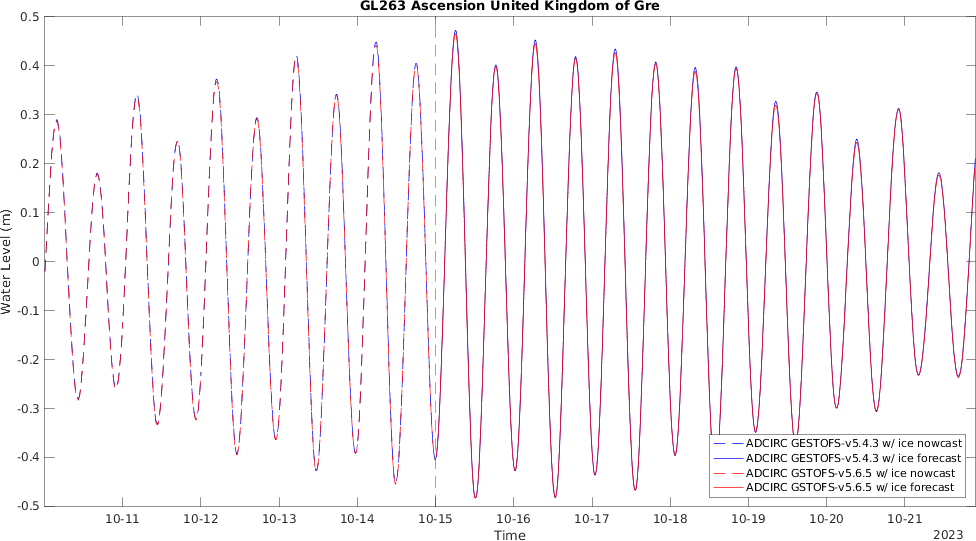 GL263 Ascension United Kingdom of Gre
0.5
0.4
0.3
0.2
0.1
0
-0.1
-0.2
-0.3
-0.4
-0.5
Water Level (m)
ADCIRC GESTOFS-v5.4.3 w/ ice nowcast
ADCIRC GESTOFS-v5.4.3 w/ ice forecast
ADCIRC GSTOFS-v5.6.5 w/ ice nowcast
ADCIRC GSTOFS-v5.6.5 w/ ice forecast
10-11 10-12 10-13 10-14 10-15 10-16 10-17 10-18 10-19 10-20 10-21
Time
2023